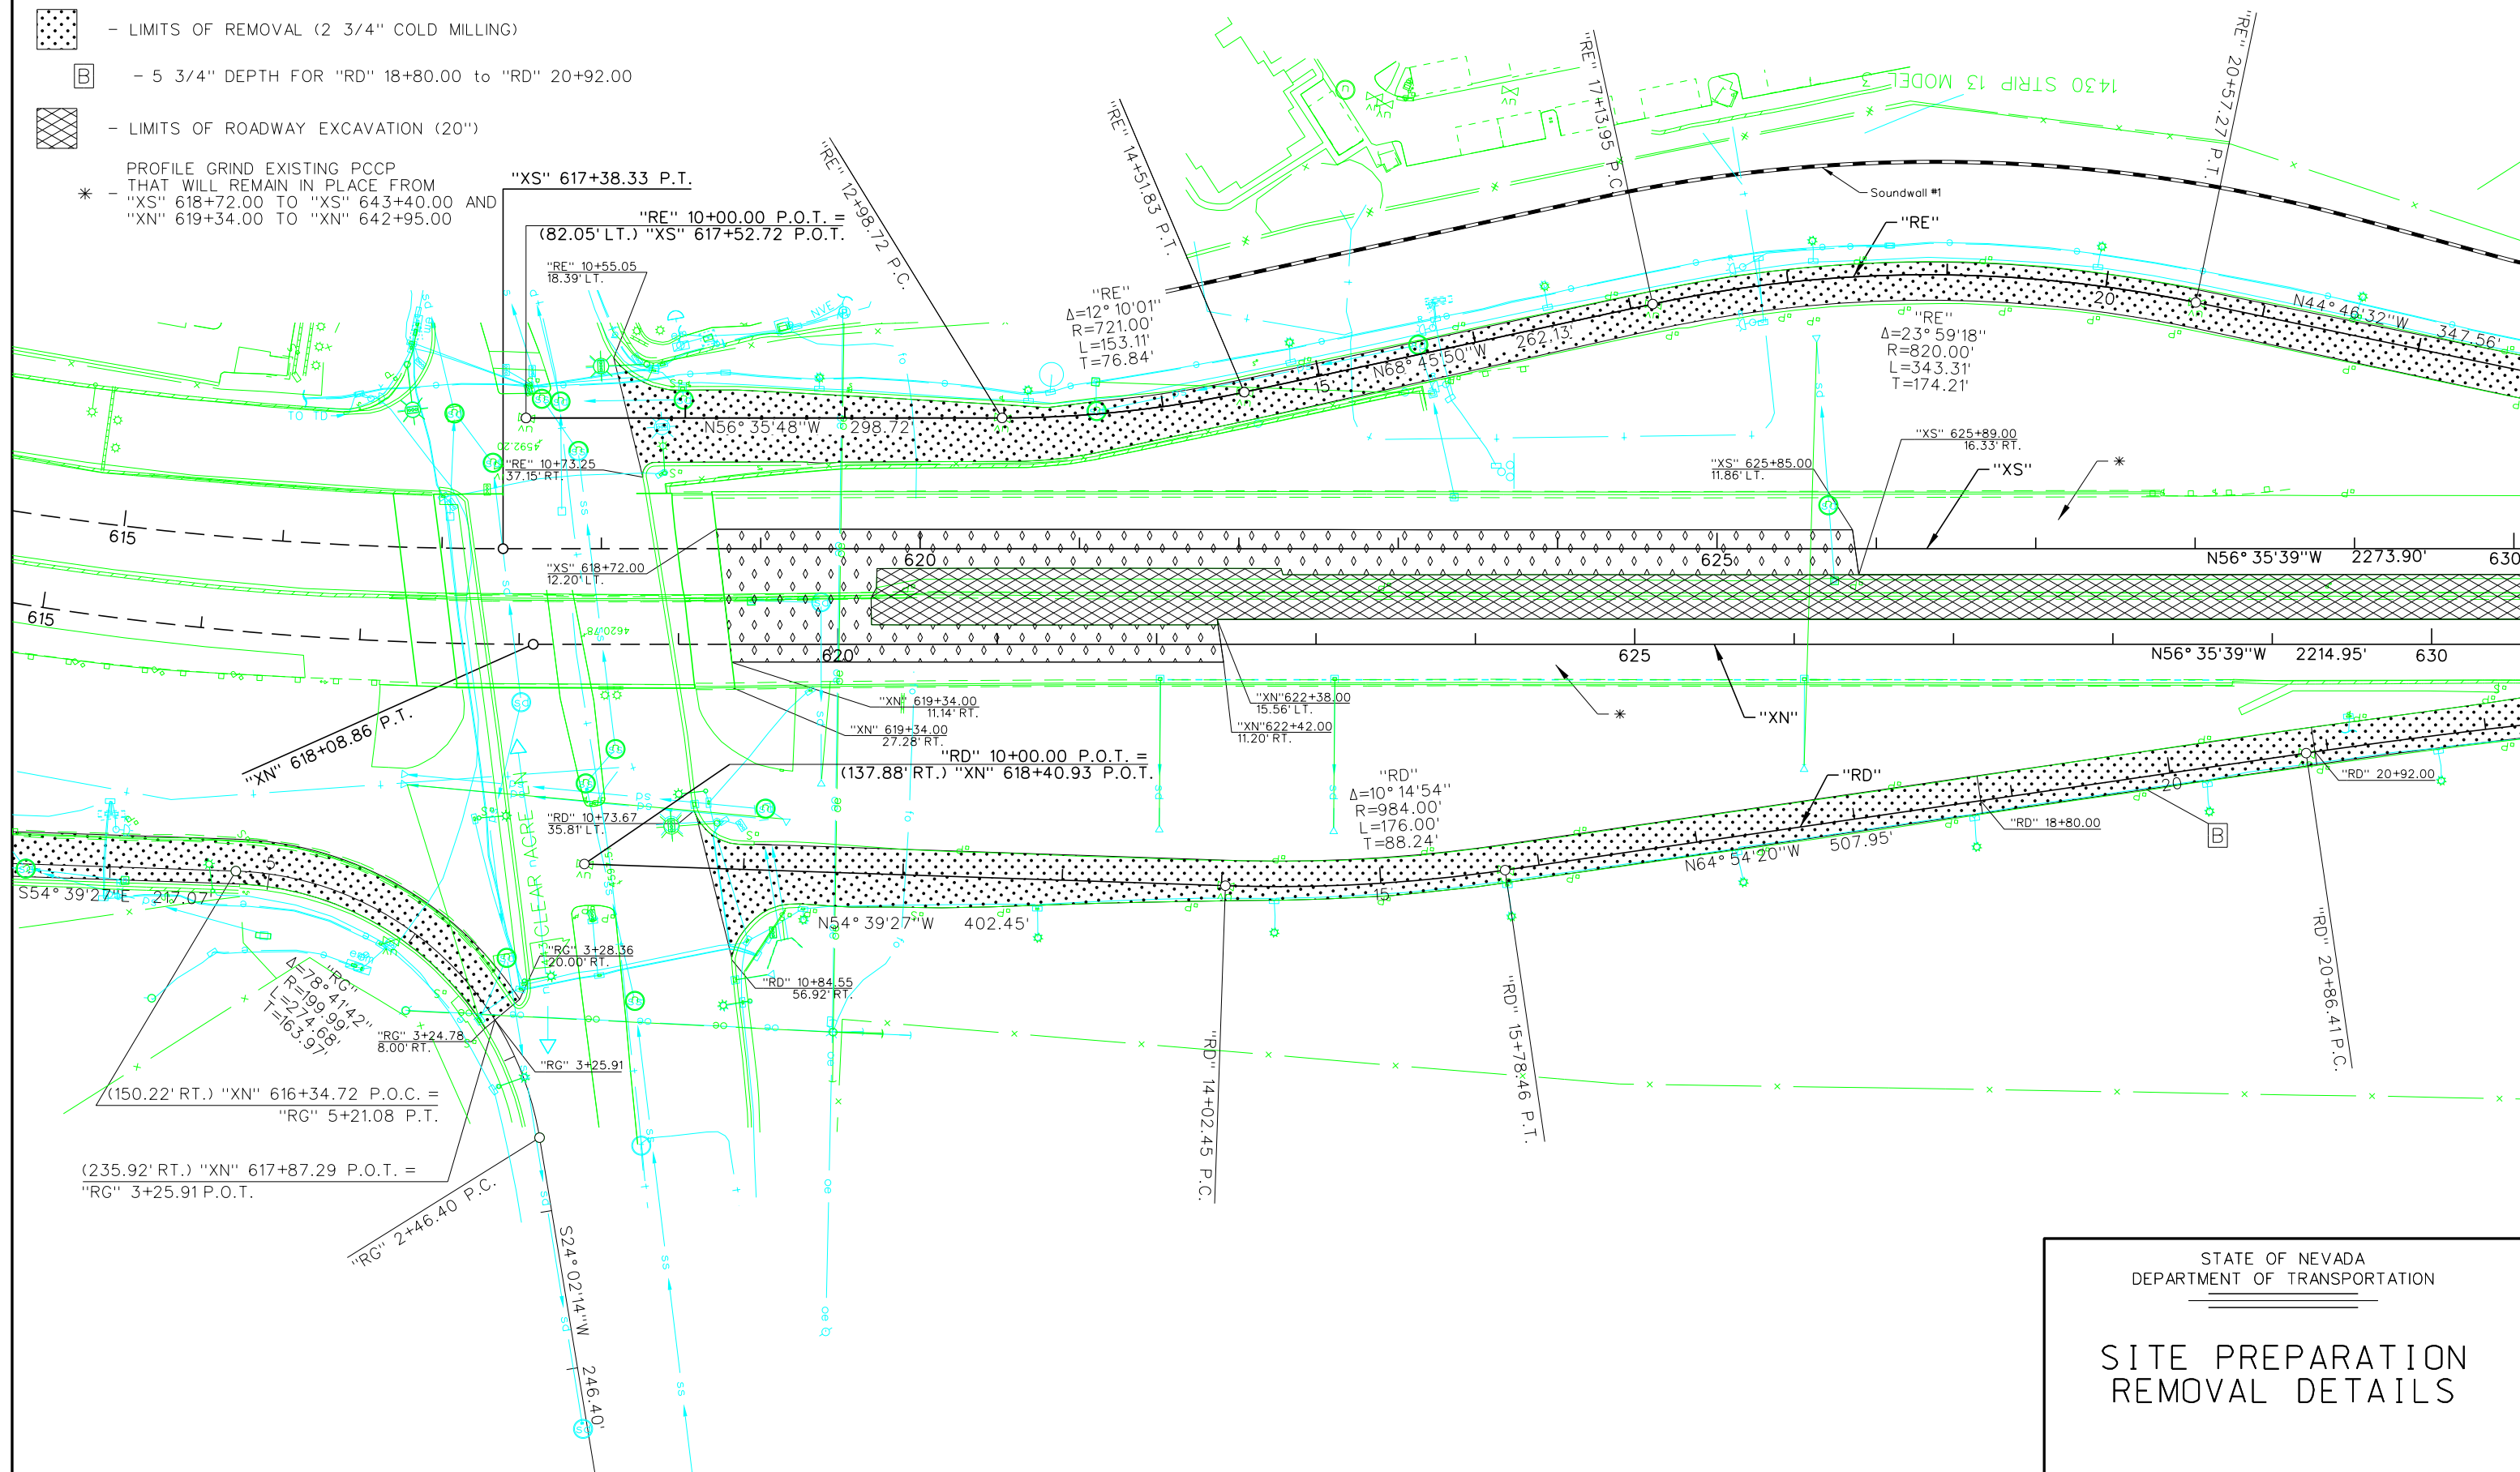 - LIMITS OF REMOVAL (2 3/4" COLD MILLING)
B - 5 3/4" DEPTH FOR "RD" 18+80.00 to "RD" 20+92.00
- LIMITS OF ROADWAY EXCAVATION (20")
PROFILE GRIND EXISTING PCCP
* - THAT WILL REMAIN IN PLACE FROM
"XS" 618+72.00 TO "XS" 643+40.00 AND
"XN" 619+34.00 TO "XN" 642+95.00
"XS" 617+38.33 P.T.
"RE" 10+00.00 P.O.T. =
(82.05' LT.) "XS" 617+52.72 P.O.T.
"RE" 10+55.05
18.39' LT.
"RE" 12+98.72 P.C.
"RE" 14+51.83 P.T.
"RE" 17+13.95 P.C.
"RE" 20+57.27 P.T.
1430 STRIP 13 MODEL 3
Soundwall #1
"RE"
"RE"
Δ=12° 10'01"
R=721.00'
L=153.11'
T=76.84'
N56° 35'48"W 298.72'
15
N68° 45'50"W 262.13'
20
"RE"
Δ=23° 59'18"
R=820.00'
L=343.31'
T=174.21'
N44° 46'32"W 347.56'
4592.20
"RE" 10+73.25
37.15' RT.
"XS" 625+89.00
16.33' RT.
"XS" 625+85.00
11.86' LT.
"XS"
*
615
"XS" 618+72.00
12.20' LT.
620
625
N56° 35'39"W 2273.90'
630
615
4620.78
620
625
N56° 35'39"W 2214.95'
630
"XN" 618+08.86 P.T.
"XN" 619+34.00
11.14' RT.
"XN" 619+34.00
27.28' RT.
"XN"622+38.00
15.56' LT.
"XN"622+42.00
11.20' RT.
*
"XN"
"RD" 10+00.00 P.O.T. =
(137.88' RT.) "XN" 618+40.93 P.O.T.
"RD" 10+73.67
35.81' LT.
CLEAR ACRE LN
"RD"
Δ=10° 14'54"
R=984.00'
L=176.00'
T=88.24'
"RD"
15
N64° 54'20"W 507.95'
20
"RD" 18+80.00
"RD" 20+92.00
B
S54° 39'27"E 217.07'
5
N54° 39'27"W 402.45'
"RG" 3+28.36
20.00' RT.
"RD" 10+84.55
56.92' RT.
"RG"
Δ=78° 41'42"
R=199.99'
L=274.68'
T=163.97'
"RG" 3+24.78
8.00' RT.
"RG" 3+25.91
(150.22' RT.) "XN" 616+34.72 P.O.C. =
"RG" 5+21.08 P.T.
(235.92' RT.) "XN" 617+87.29 P.O.T. =
"RG" 3+25.91 P.O.T.
"RG" 2+46.40 P.C.
S24° 02'14"W 246.40'
"RD" 14+02.45 P.C.
"RD" 15+78.46 P.T.
"RD" 20+86.41 P.C.
STATE OF NEVADA
DEPARTMENT OF TRANSPORTATION
SITE PREPARATION
REMOVAL DETAILS